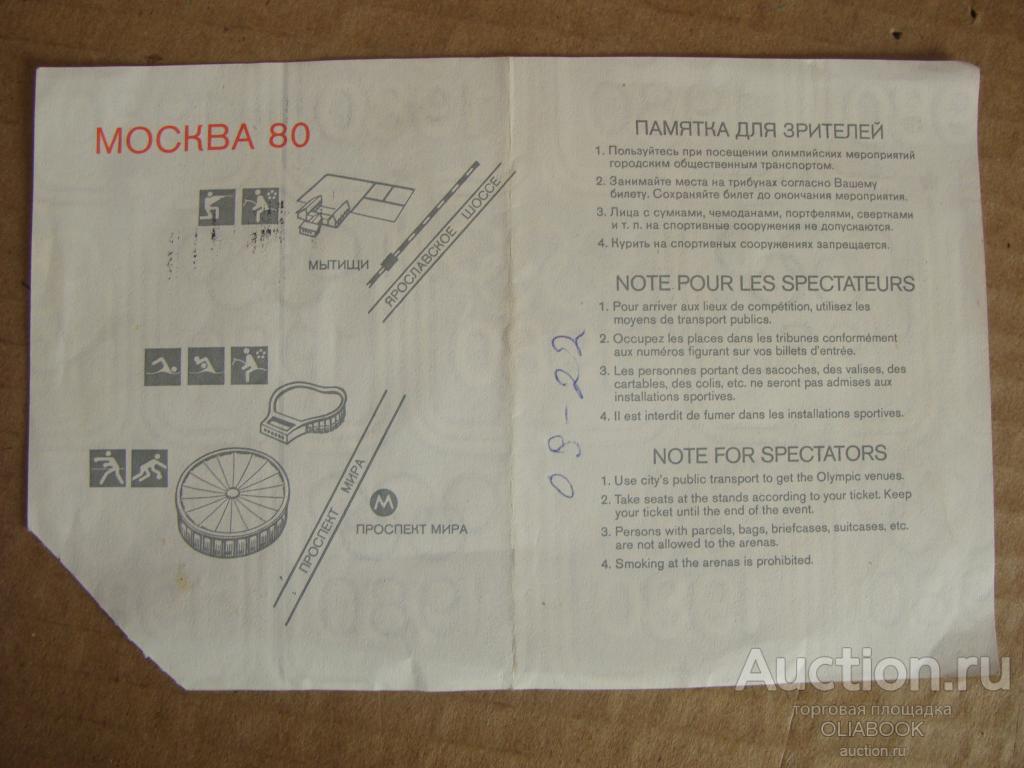 МОСКВА 80
МЫТИЩИ
ЯРОСЛАВСКОЕ ШОССЕ
ПРОСПЕКТ МИРА
М
ПРОСПЕКТ МИРА
09-22
ПАМЯТКА ДЛЯ ЗРИТЕЛЕЙ
1. Пользуйтесь при посещении олимпийских мероприятий
городским общественным транспортом.
2. Занимайте места на трибунах согласно Вашему
билету. Сохраняйте билет до окончания мероприятия.
3. Лица с сумками, чемоданами, портфелями, свертками
и т. п. на спортивные сооружения не допускаются.
4. Курить на спортивных сооружениях запрещается.
NOTE POUR LES SPECTATEURS
1. Pour arriver aux lieux de compétition, utilisez les
moyens de transport publics.
2. Occupez les places dans les tribunes conformément
aux numéros figurant sur vos billets d'entrée.
3. Les personnes portant des sacoches, des valises, des
cartables, des colis, etc. ne seront pas admises aux
installations sportives.
4. Il est interdit de fumer dans les installations sportives.
NOTE FOR SPECTATORS
1. Use city's public transport to get the Olympic venues.
2. Take seats at the stands according to your ticket. Keep
your ticket until the end of the event.
3. Persons with parcels, bags, briefcases, suitcases, etc.
are not allowed to the arenas.
4. Smoking at the arenas is prohibited.
Auction.ru
торговая площадка
OLIABOOK
auction.ru